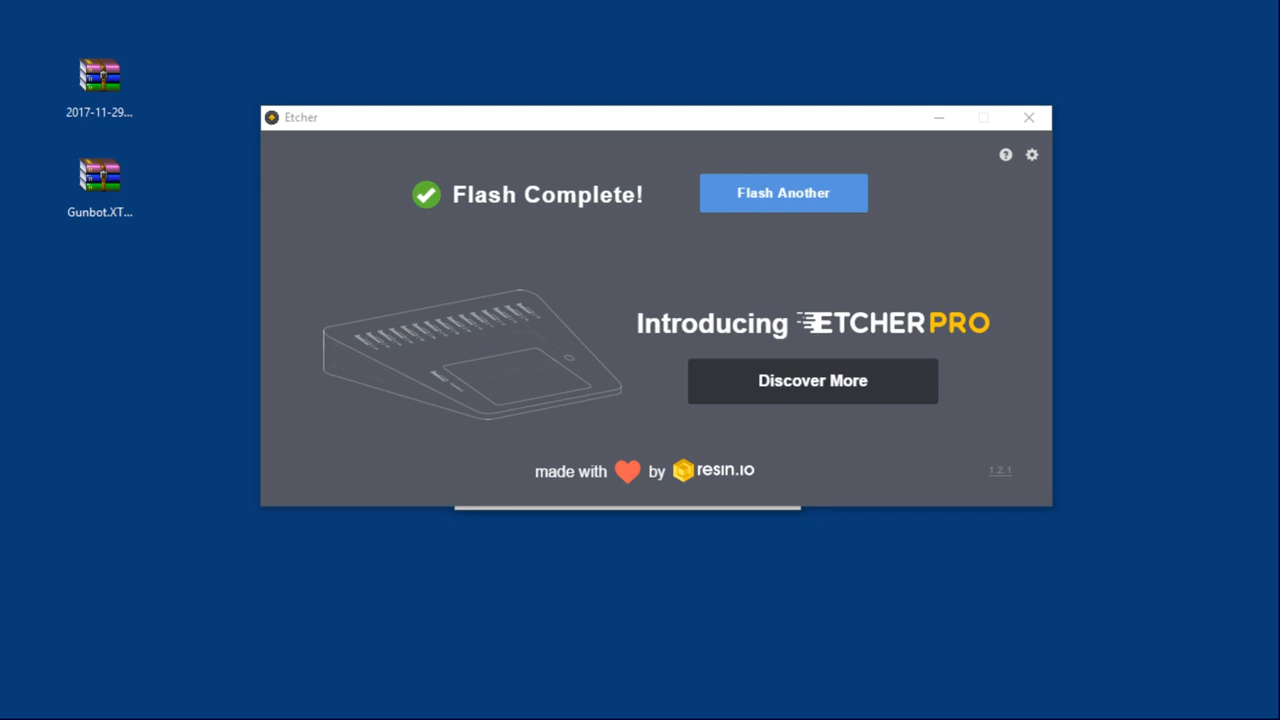 2017-11-29...
Gunbot.XT...
Etcher
Flash Complete!
Flash Another
Introducing ETCHER PRO
Discover More
made with by resin.io
1.2.1